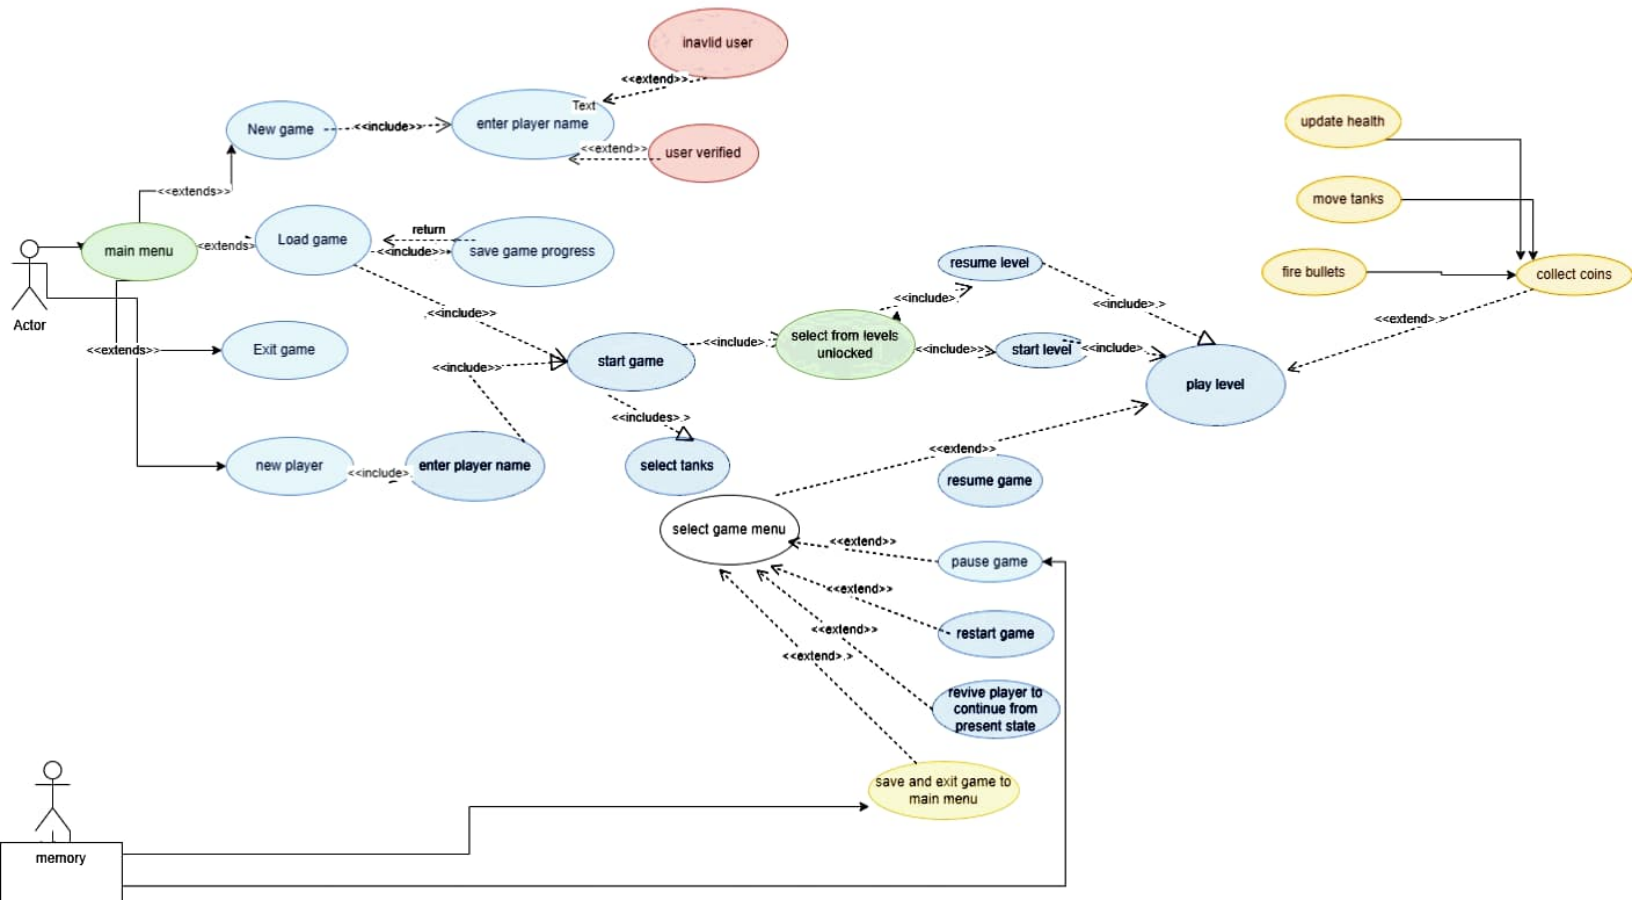 inavlid user
<<extend>>
Text
enter player name
<<extend>>
user verified
New game
<<include>>
<<extends>>
main menu
<extends>
Load game
return
<<include>>
save game progress
Actor
<<extends>>
Exit game
<<include>>
<<include>>
start game
<<includes>.>
select tanks
new player
<<include>
enter player name
<<include>
select from levels
unlocked
<<include>
resume level
<<include>.>
<<include>>
start level
<<include>
play level
update health
move tanks
fire bullets
collect coins
<<extend>.>
<<extend>>
resume game
select game menu
<<extend>>
pause game
<<extend>>
restart game
<<extend>>
<<extend>.>
revive player to
continue from
present state
save and exit game to
main menu
memory